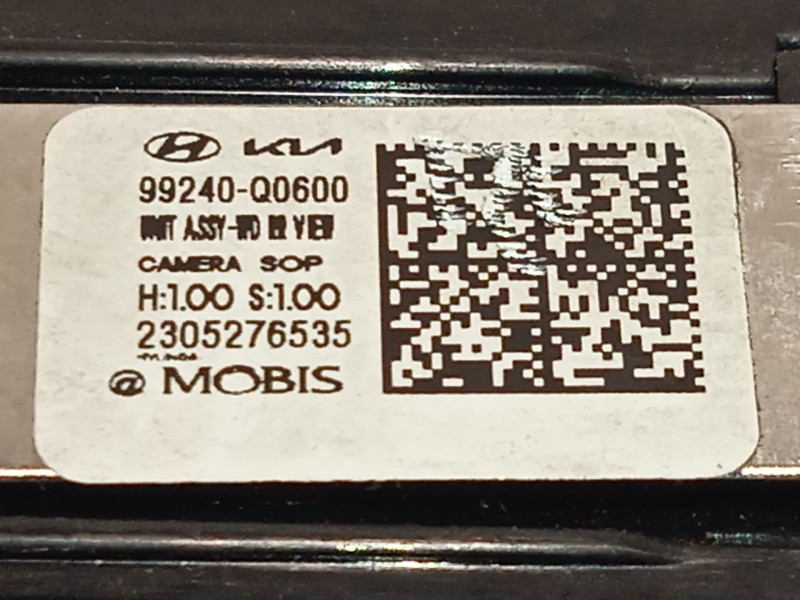 KIA
99240-Q0600
UNIT ASSY-WD RR VIEW
CAMERA SOP
H:1.00 S:1.00
2305276535
@ MOBIS